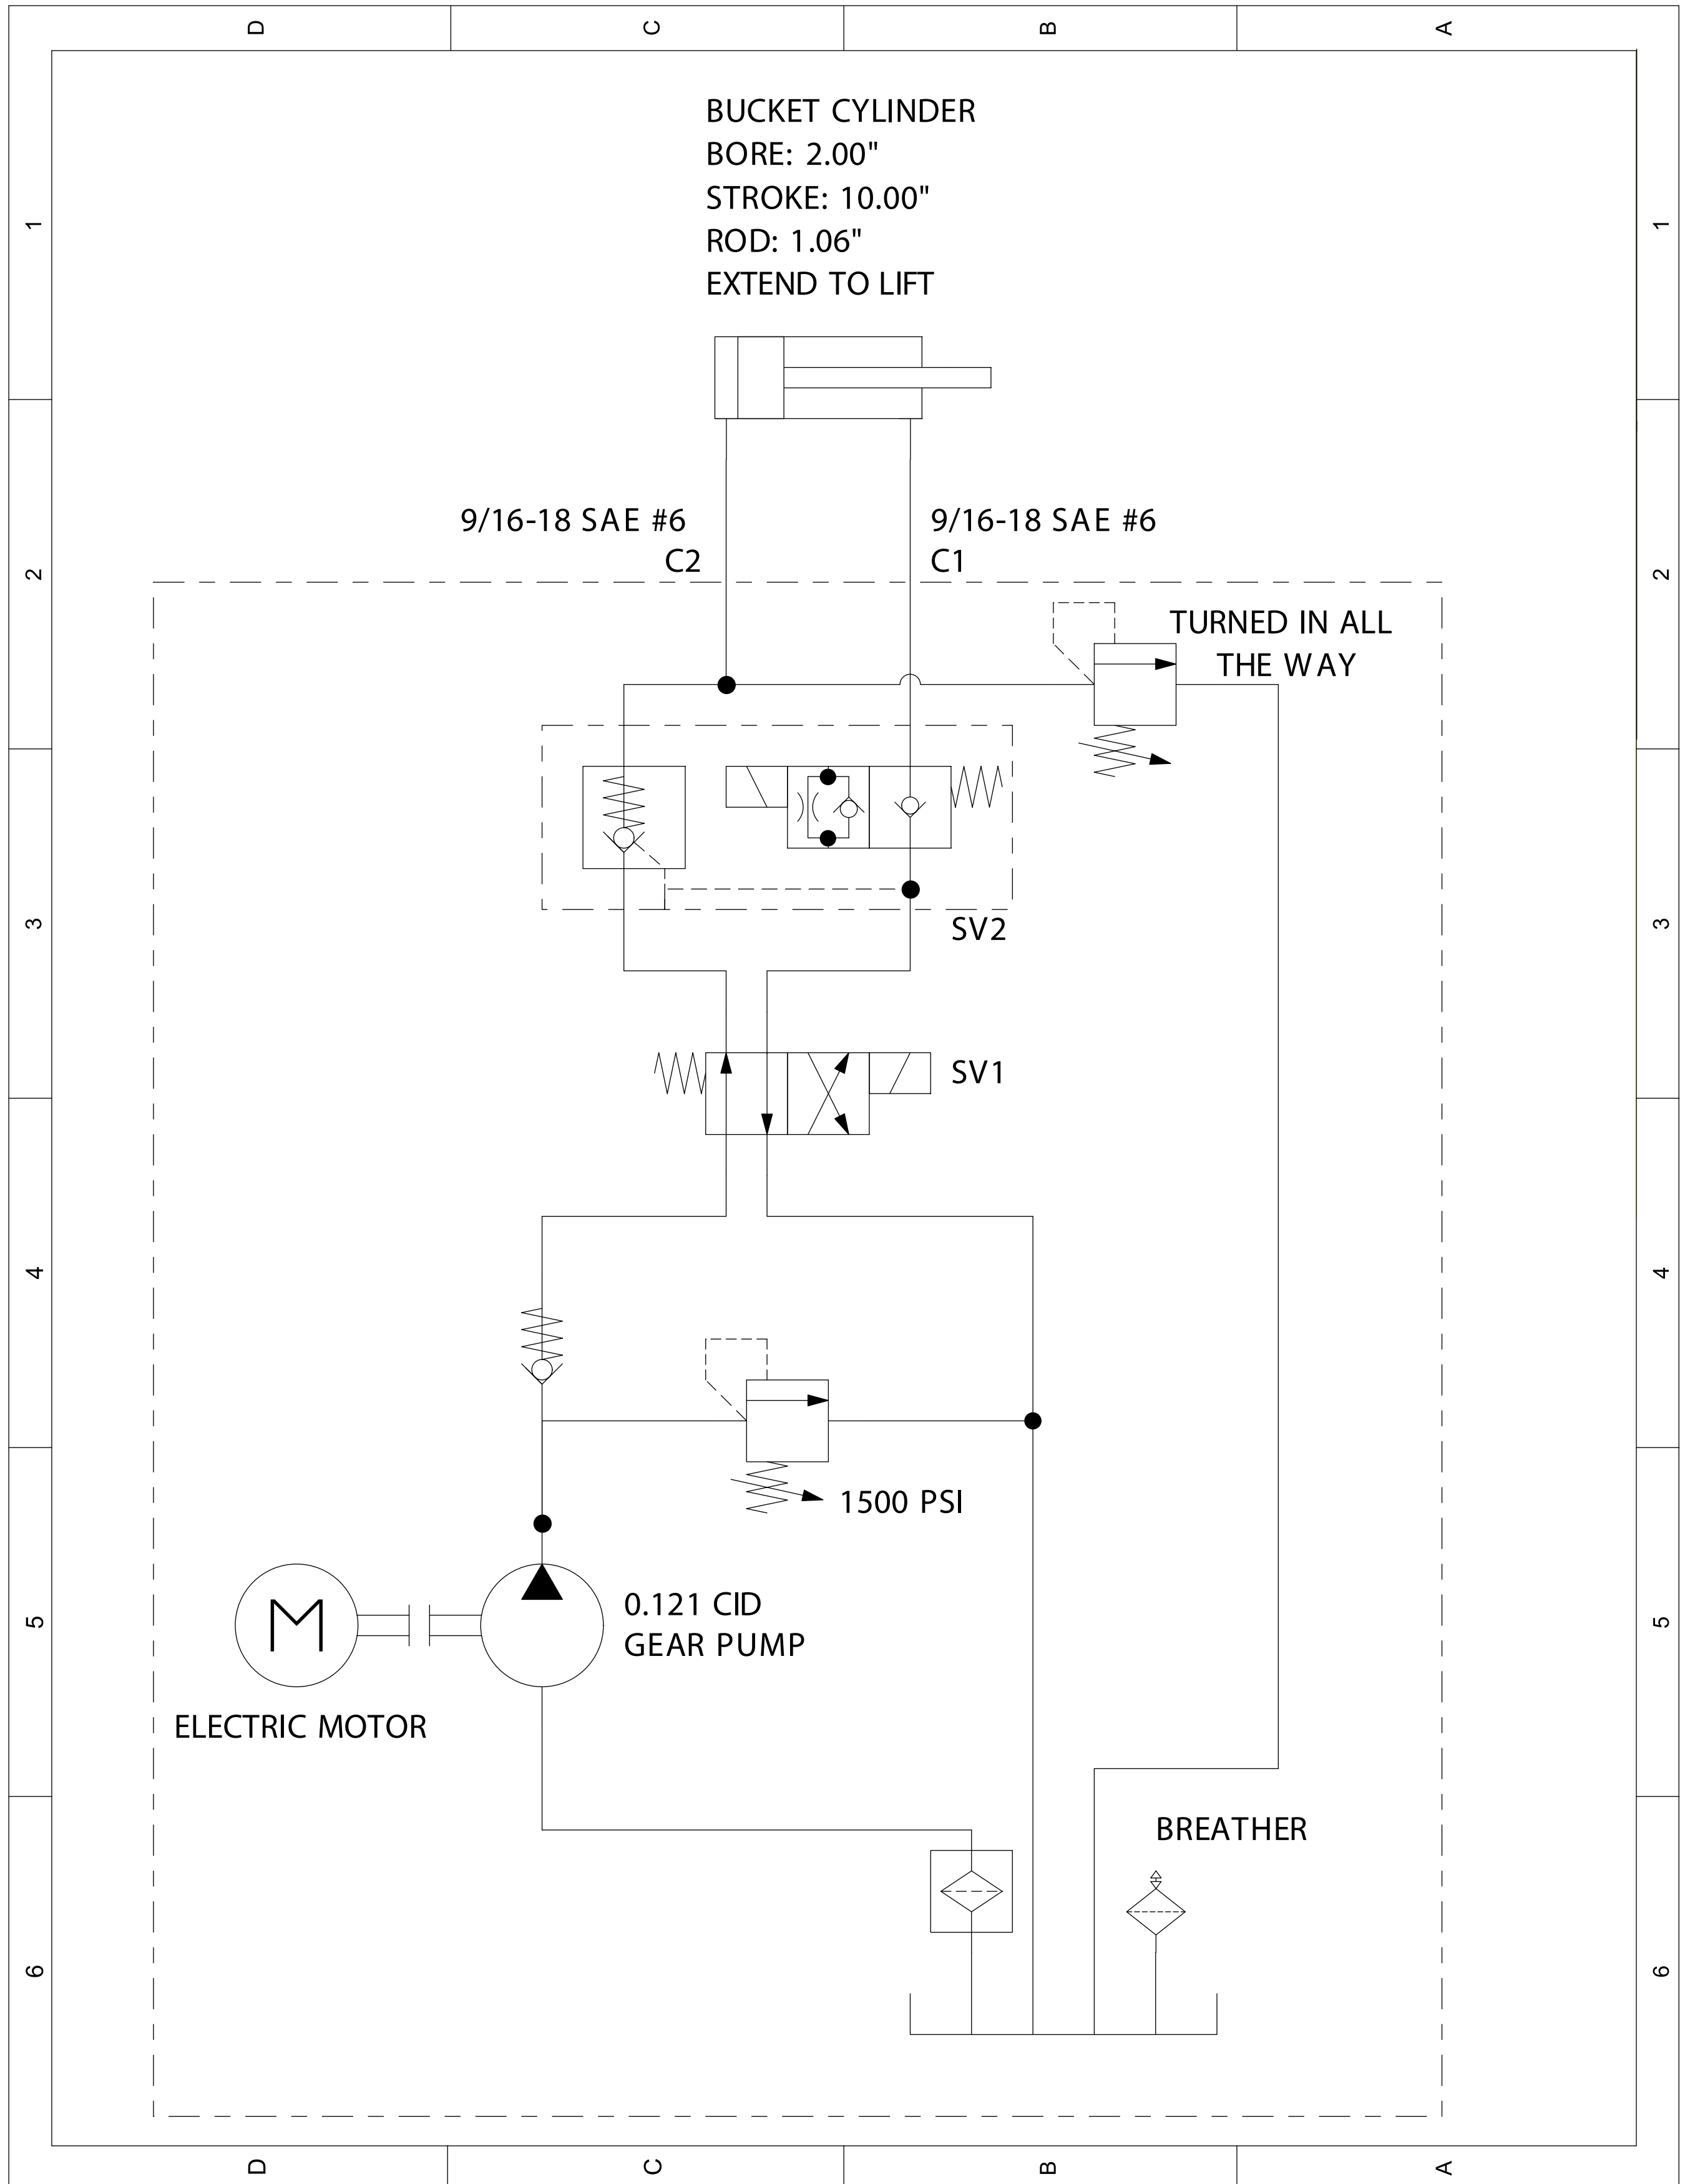 D C B A
BUCKET CYLINDER
BORE: 2.00"
STROKE: 10.00"
ROD: 1.06"
EXTEND TO LIFT
1 1
9/16-18 SAE #6
C2
9/16-18 SAE #6
C1
2 2
TURNED IN ALL
THE WAY
SV2
3 3
SV1
4 4
1500 PSI
M
0.121 CID
GEAR PUMP
5 5
ELECTRIC MOTOR
BREATHER
6 6
D C B A